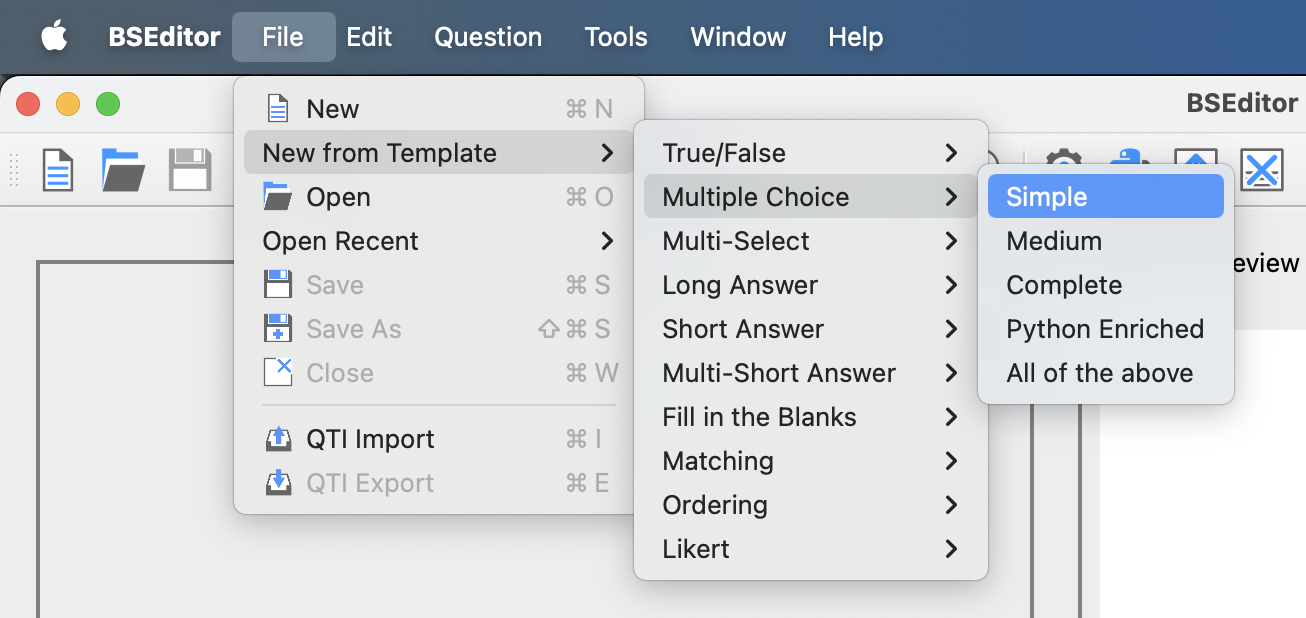 BSEditor File Edit Question Tools Window Help
BSEditor
New ⌘ N
New from Template
Open ⌘ O
Open Recent
Save ⌘ S
Save As ⇧ ⌘ S
Close ⌘ W
QTI Import ⌘ I
QTI Export ⌘ E
True/False
Multiple Choice
Multi-Select
Long Answer
Short Answer
Multi-Short Answer
Fill in the Blanks
Matching
Ordering
Likert
Simple
Medium
Complete
Python Enriched
All of the above
eview